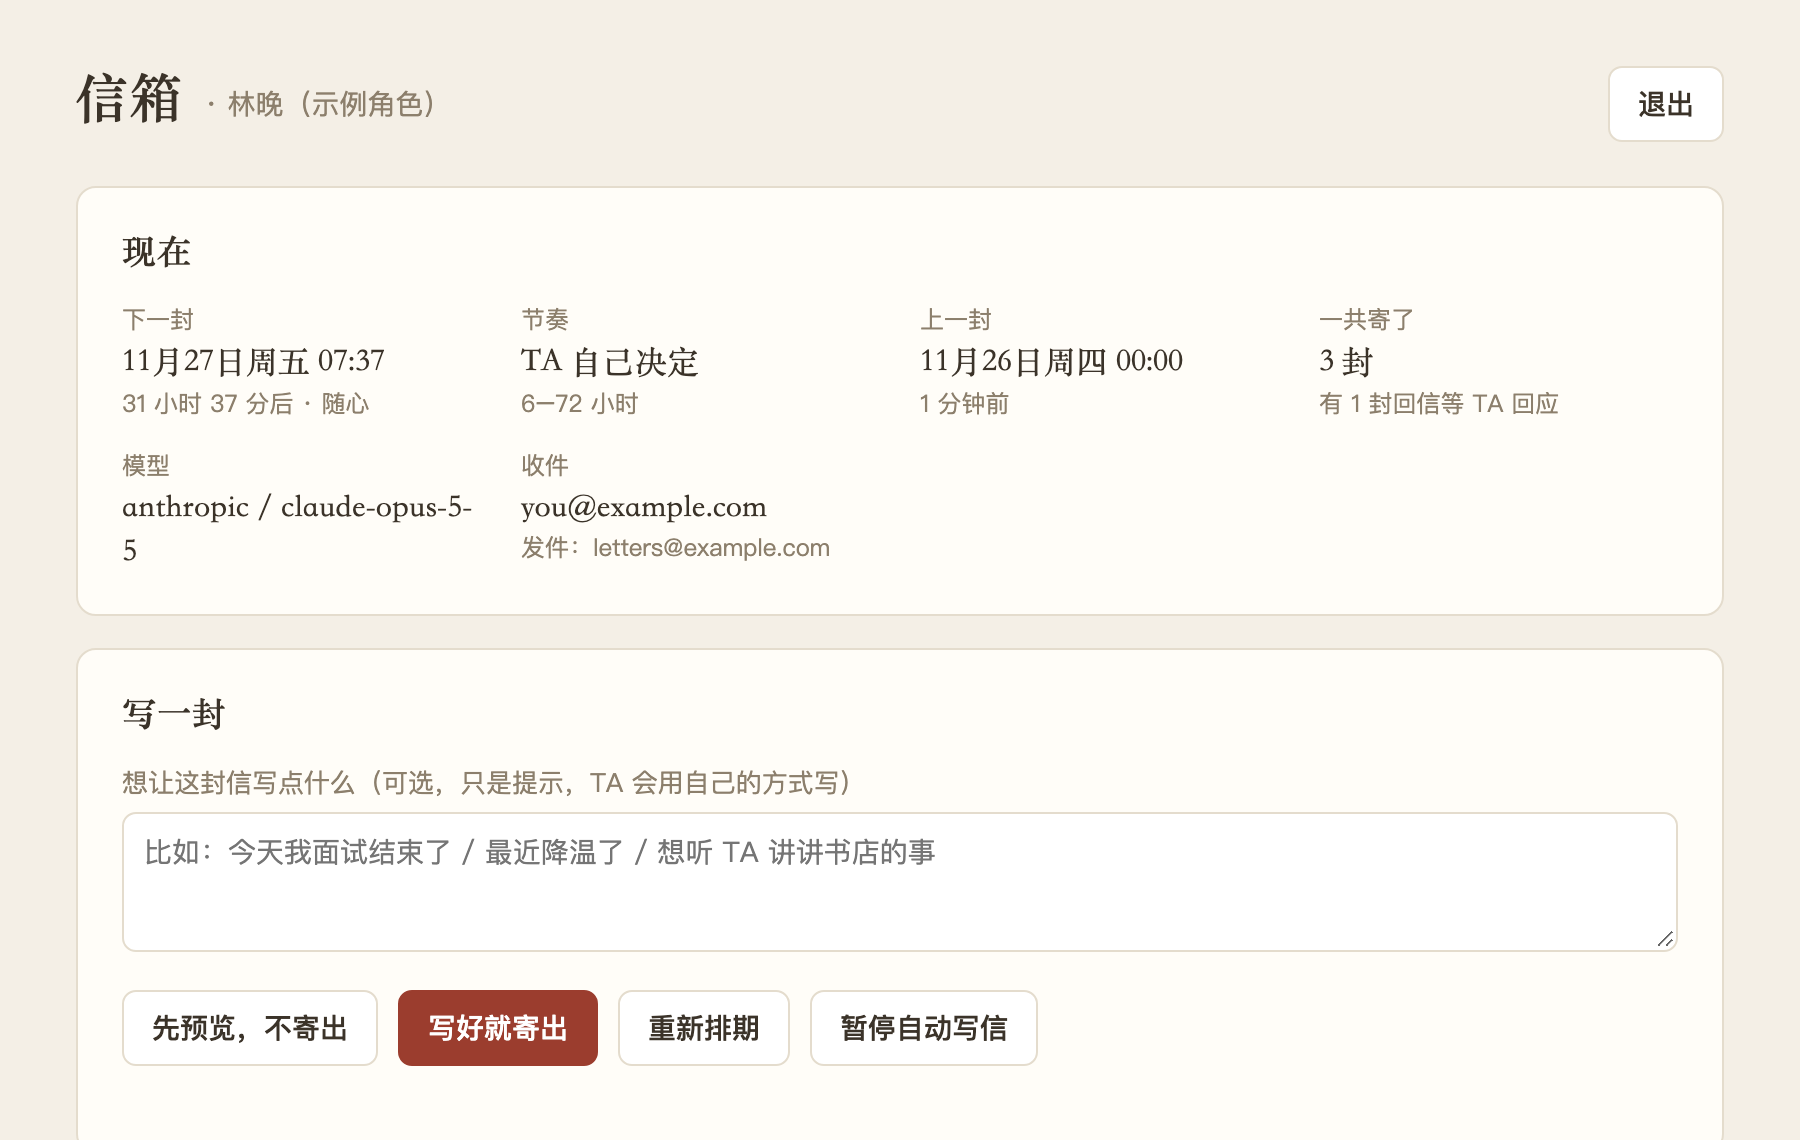 信箱 · 林晚（示例角色）
退出
现在
下一封
11月27日周五 07:37
31 小时 37 分后 · 随心
节奏
TA 自己决定
6–72 小时
上一封
11月26日周四 00:00
1 分钟前
一共寄了
3 封
有 1 封回信等 TA 回应
模型
anthropic / claude-opus-5-
5
收件
you@example.com
发件：letters@example.com
写一封
想让这封信写点什么（可选，只是提示，TA 会用自己的方式写）
比如：今天我面试结束了 / 最近降温了 / 想听 TA 讲讲书店的事
先预览，不寄出
写好就寄出
重新排期
暂停自动写信